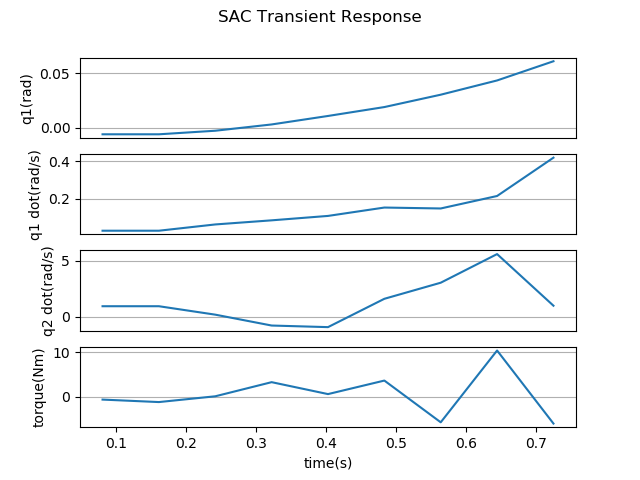 SAC Transient Response
0.05
0.00
q1(rad)
0.4
0.2
q1 dot(rad/s)
5
0
q2 dot(rad/s)
10
0
torque(Nm)
0.1 0.2 0.3 0.4 0.5 0.6 0.7
time(s)